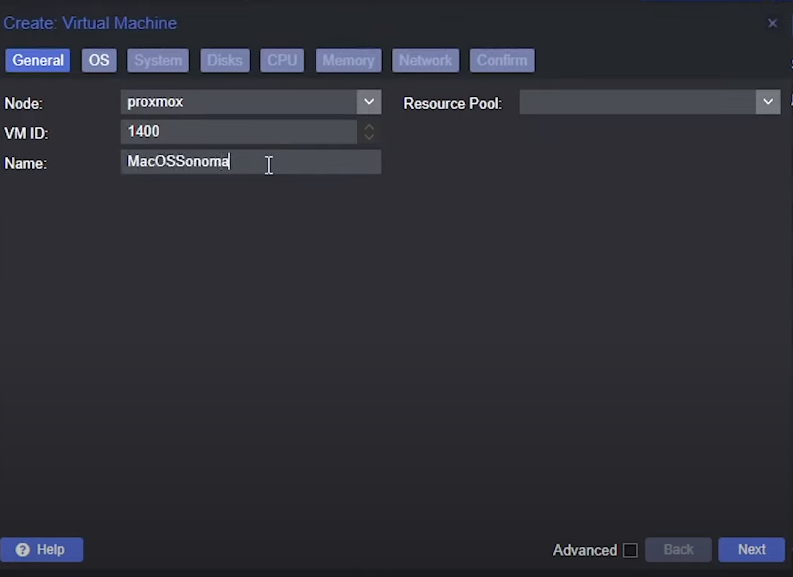 Create: Virtual Machine
General OS System Disks CPU Memory Network Confirm
Node: proxmox Resource Pool:
VM ID: 1400
Name: MacOSSonoma
Help Advanced Back Next